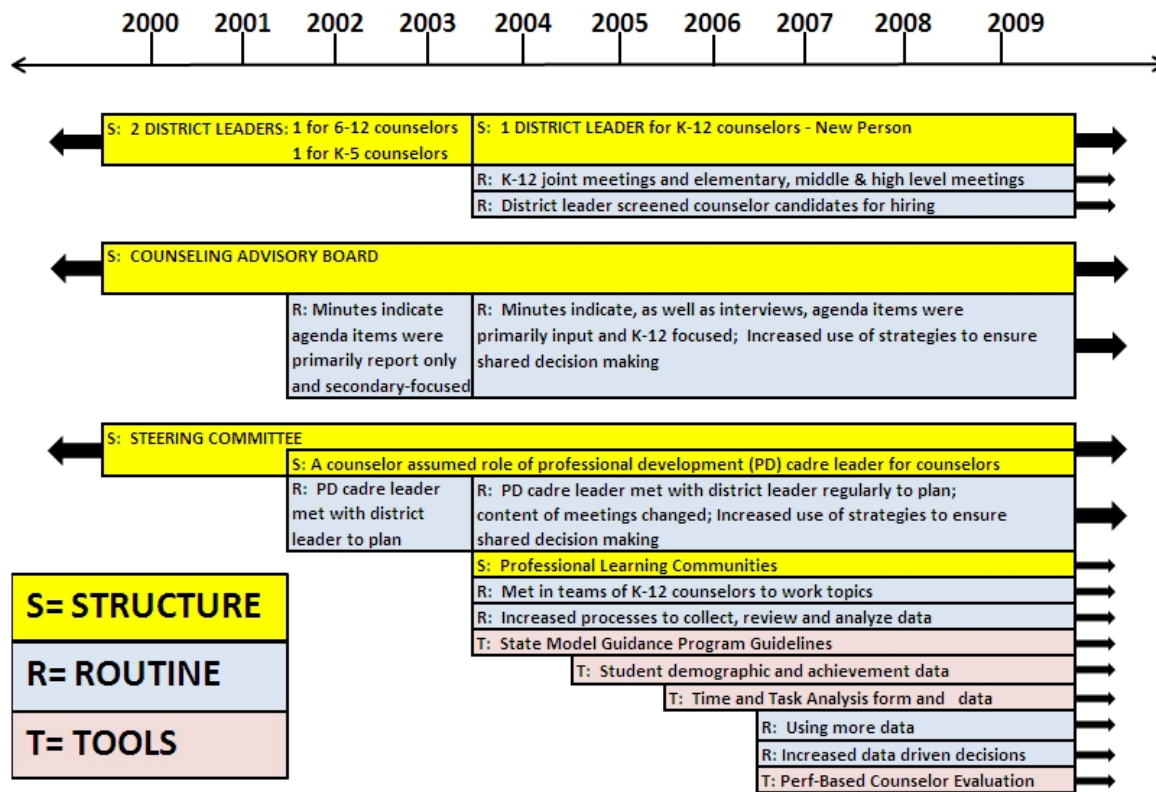 2000 2001 2002 2003 2004 2005 2006 2007 2008 2009
S: 2 DISTRICT LEADERS: 1 for 6-12 counselors
1 for K-5 counselors
S: 1 DISTRICT LEADER for K-12 counselors - New Person
R: K-12 joint meetings and elementary, middle & high level meetings
R: District leader screened counselor candidates for hiring
S: COUNSELING ADVISORY BOARD
R: Minutes indicate
agenda items were
primarily report only
and secondary-focused
R: Minutes indicate, as well as interviews, agenda items were
primarily input and K-12 focused; Increased use of strategies to ensure
shared decision making
S: STEERING COMMITTEE
S: A counselor assumed role of professional development (PD) cadre leader for counselors
R: PD cadre leader
met with district
leader to plan
R: PD cadre leader met with district leader regularly to plan;
content of meetings changed; Increased use of strategies to ensure
shared decision making
S: Professional Learning Communities
R: Met in teams of K-12 counselors to work topics
R: Increased processes to collect, review and analyze data
T: State Model Guidance Program Guidelines
T: Student demographic and achievement data
T: Time and Task Analysis form and data
R: Using more data
R: Increased data driven decisions
T: Perf-Based Counselor Evaluation
S= STRUCTURE
R= ROUTINE
T= TOOLS